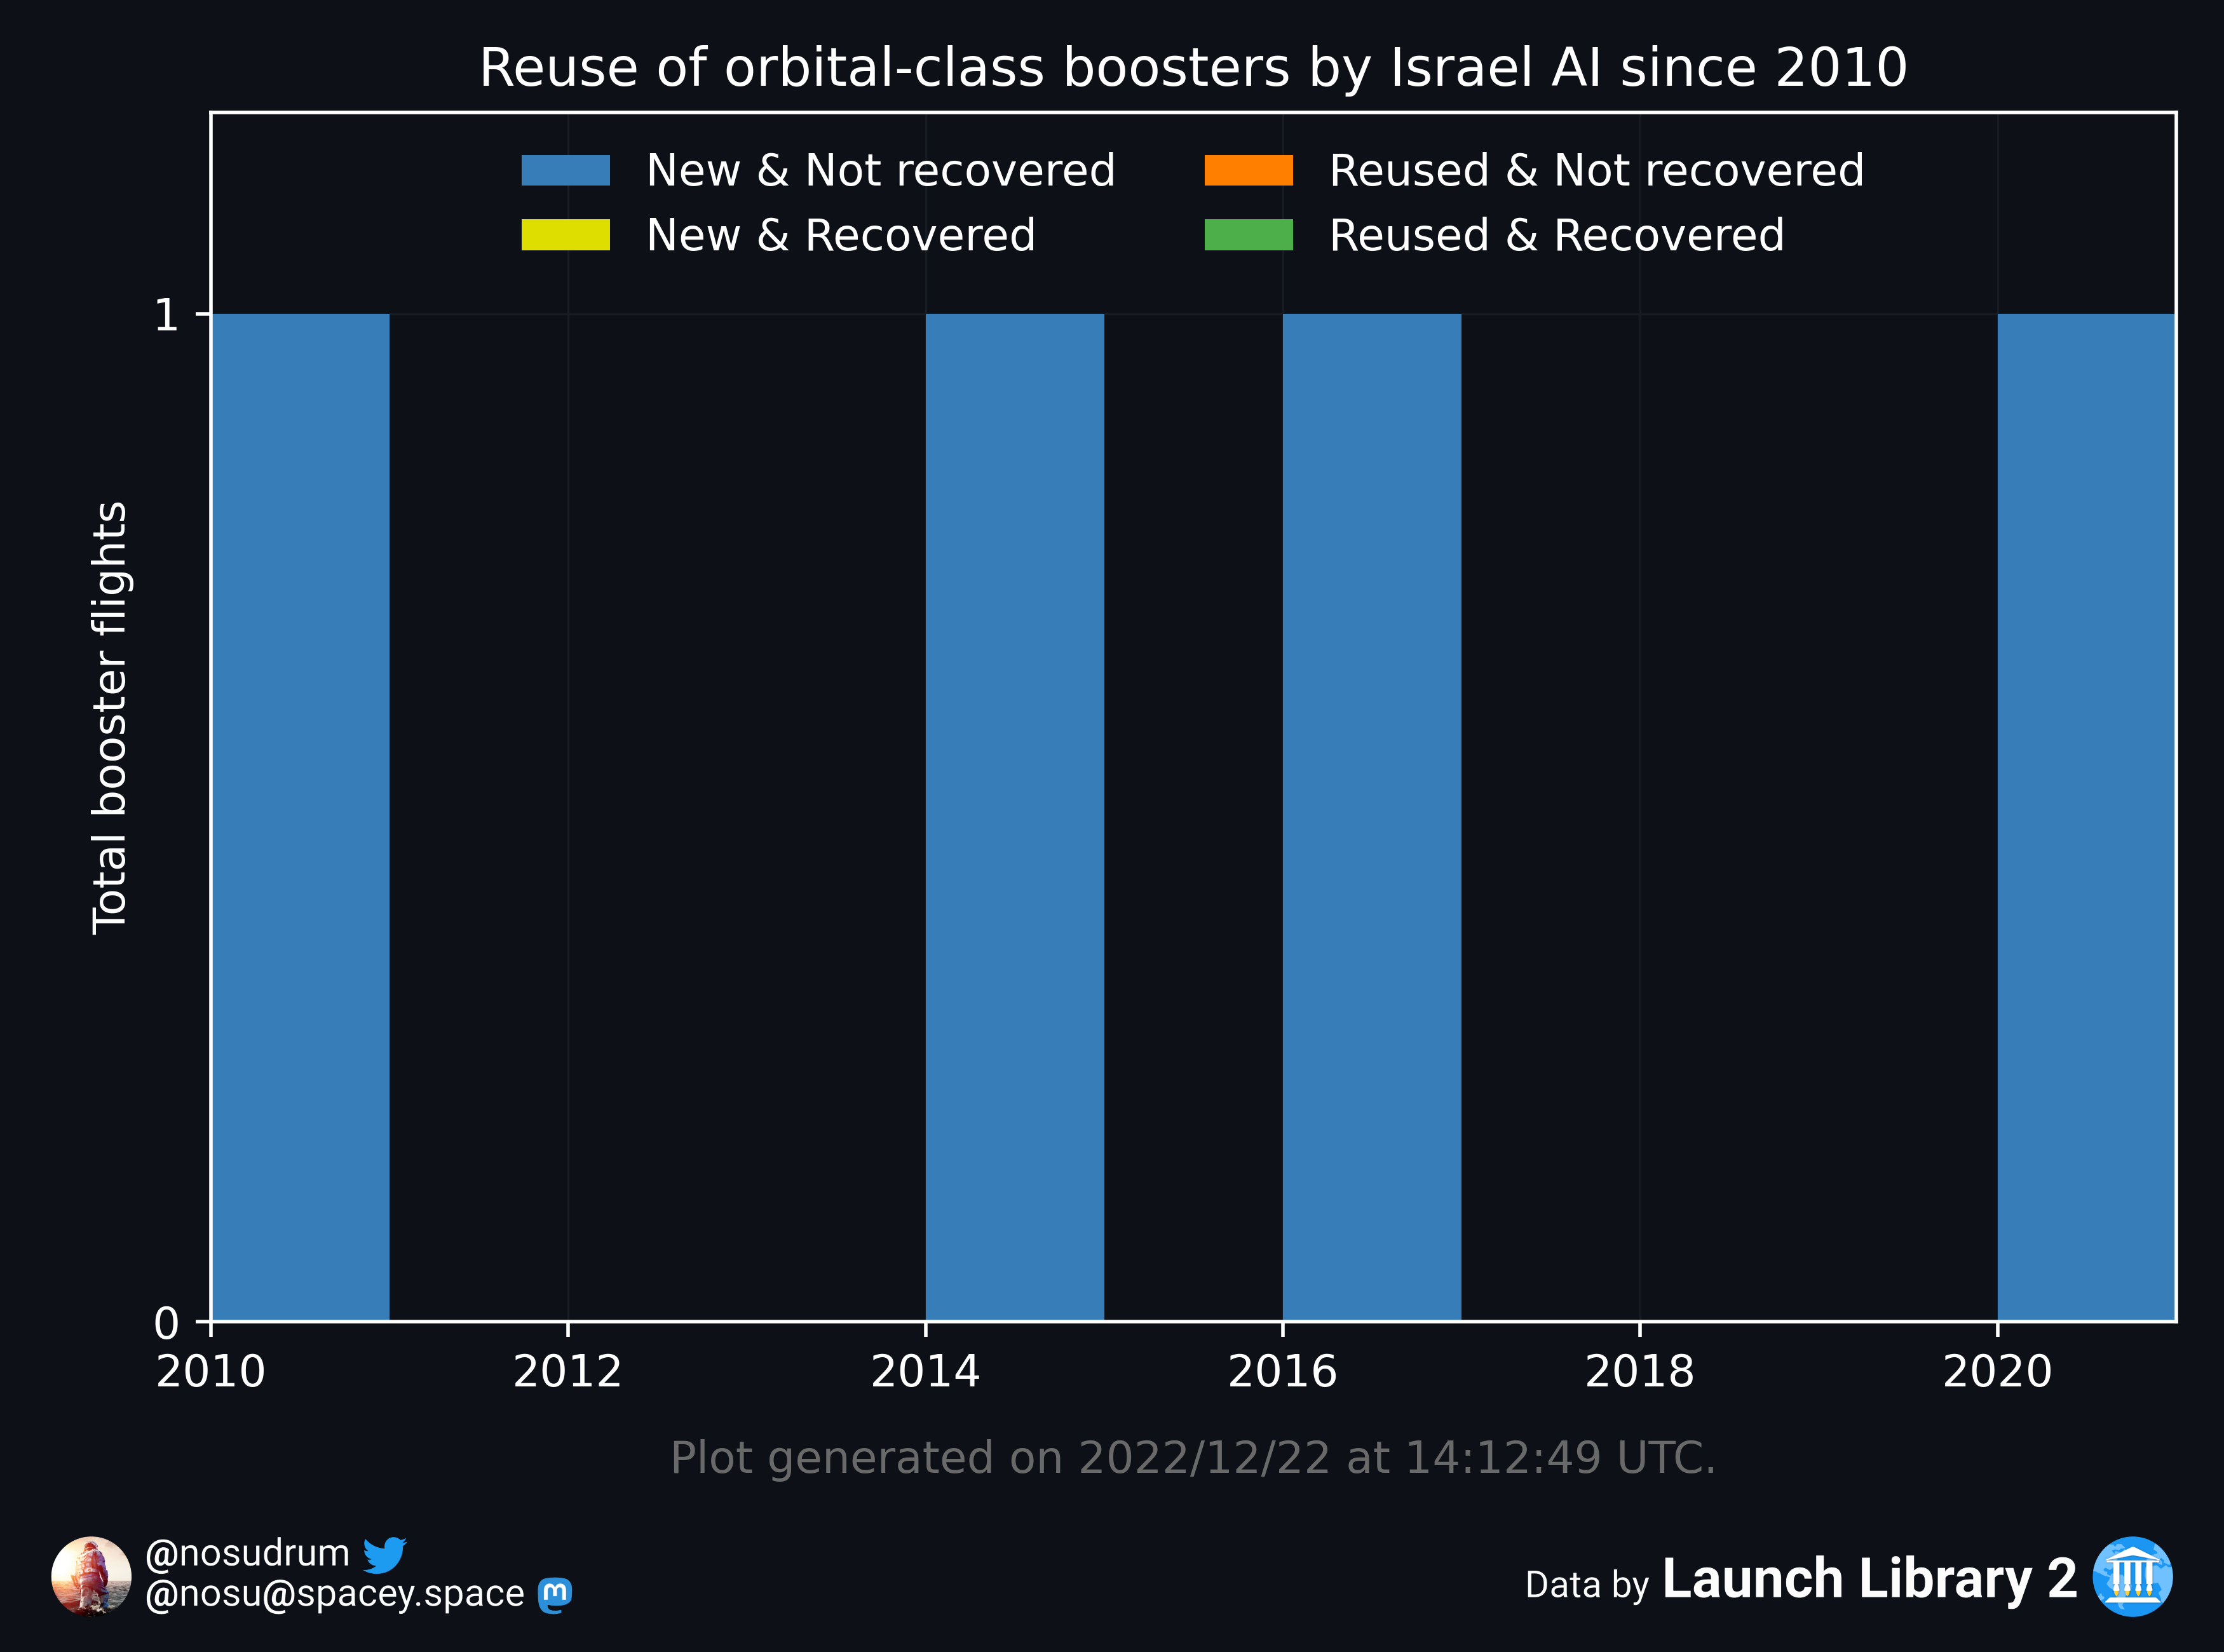 Reuse of orbital-class boosters by Israel AI since 2010
New & Not recovered
New & Recovered
Reused & Not recovered
Reused & Recovered
Total booster flights
1
0
2010 2012 2014 2016 2018 2020
Plot generated on 2022/12/22 at 14:12:49 UTC.
@nosudrum
@nosu@spacey.space
Data by Launch Library 2